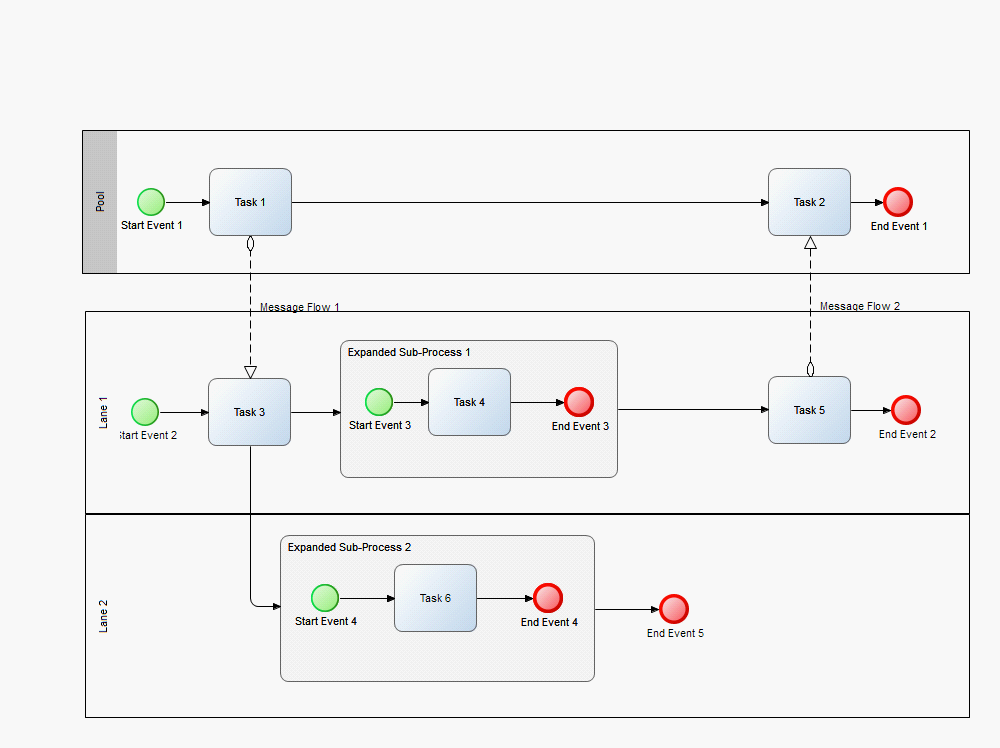 Pool
Task 1
Task 2
Start Event 1
End Event 1
Message Flow 1
Message Flow 2
Expanded Sub-Process 1
Lane 1
Task 3
Task 4
Task 5
Start Event 3
End Event 3
tart Event 2
End Event 2
Expanded Sub-Process 2
Lane 2
Task 6
Start Event 4
End Event 4
End Event 5